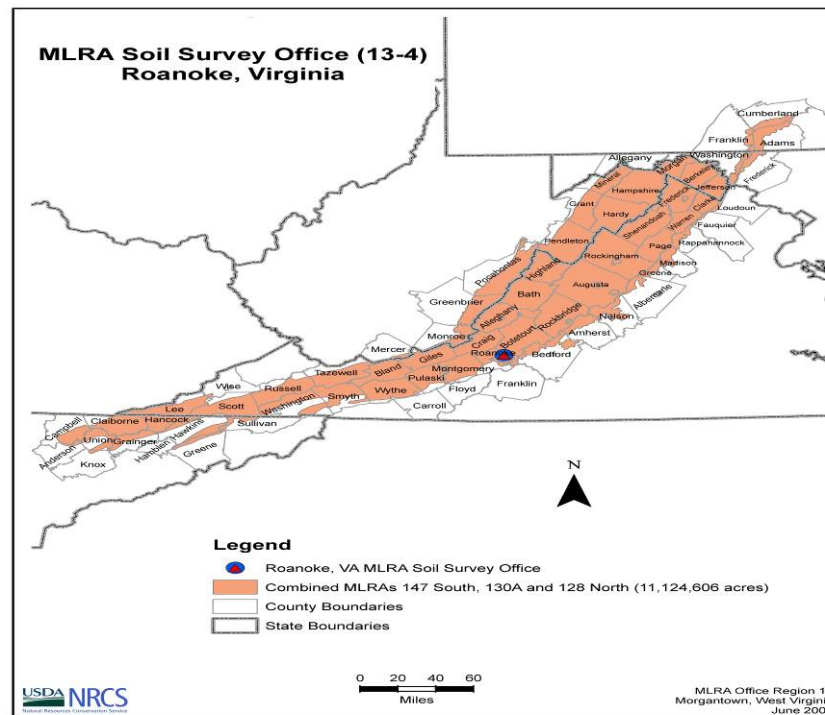 MLRA Soil Survey Office (13-4)
Roanoke, Virginia
Cumberland
Franklin
Adams
Allegany
Morgan
Washington
Mineral
Berkeley
Frederick
Hampshire
Jefferson
Grant
Frederick
Clarke
Loudoun
Hardy
Shenandoah
Warren
Fauquier
Pendleton
Page
Rappahannock
Rockingham
Pocahontas
Highland
Madison
Greene
Augusta
Bath
Albemarle
Greenbrier
Rockbridge
Nelson
Alleghany
Amherst
Monroe
Botetourt
Craig
Mercer
Giles
Roanoke
Bedford
Tazewell
Bland
Montgomery
Wise
Pulaski
Franklin
Russell
Floyd
Smyth
Wythe
Lee
Scott
Washington
Carroll
Campbell
Claiborne
Hancock
Sullivan
Union
Hawkins
Anderson
Grainger
Hamblen
Greene
Knox
N
Legend
Roanoke, VA MLRA Soil Survey Office
Combined MLRAs 147 South, 130A and 128 North (11,124,606 acres)
County Boundaries
State Boundaries
0 20 40 60
Miles
USDA NRCS
Natural Resources Conservation Service
MLRA Office Region 1
Morgantown, West Virgini
June 200